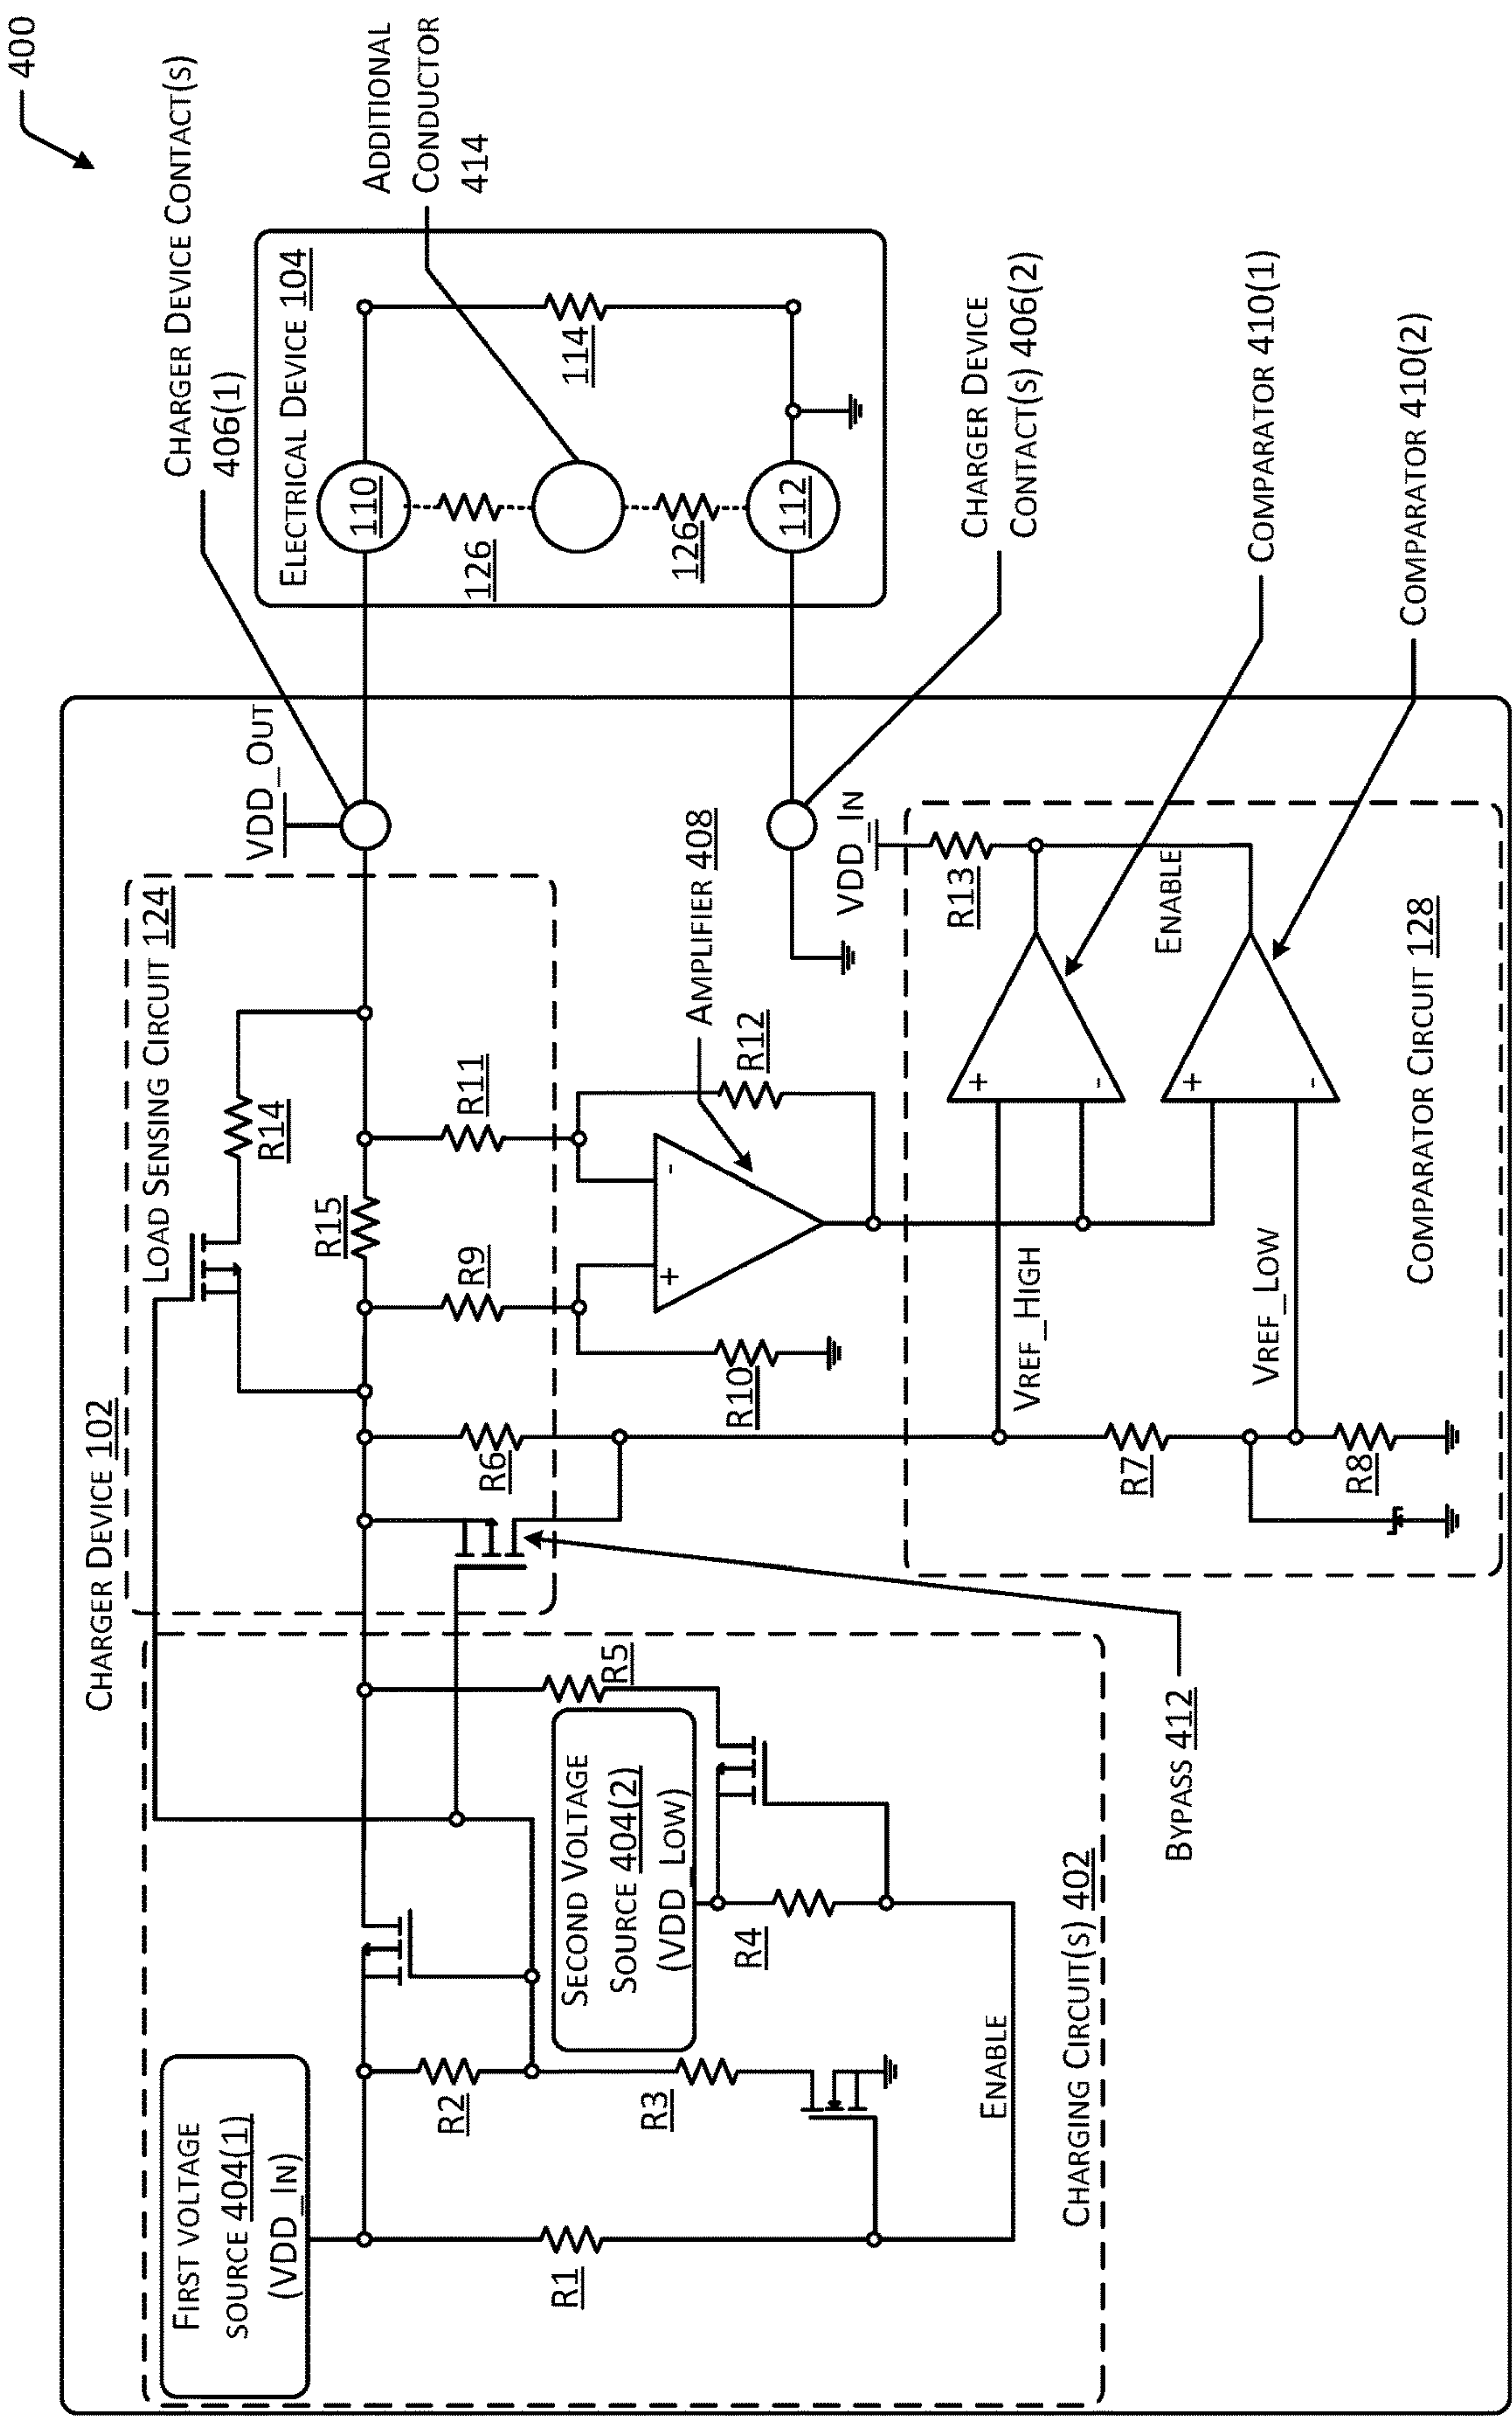 400
CHARGER DEVICE 102
CHARGER DEVICE CONTACT(S)
406(1)
ADDITIONAL
CONDUCTOR
414
FIRST VOLTAGE
SOURCE 404(1)
(VDD_IN)
LOAD SENSING CIRCUIT 124
VDD_OUT
ELECTRICAL DEVICE 104
R14
R15
R1
R2
R3
SECOND VOLTAGE
SOURCE 404(2)
(VDD_LOW)
R4
R5
R6
R9
R11
110
126
126
112
114
R10
R12
+
-
AMPLIFIER 408
ENABLE
CHARGING CIRCUIT(S) 402
BYPASS 412
VDD_IN
CHARGER DEVICE
CONTACT(S) 406(2)
R13
VREF_HIGH
+
-
ENABLE
COMPARATOR 410(1)
R7
VREF_LOW
+
-
R8
COMPARATOR 410(2)
COMPARATOR CIRCUIT 128